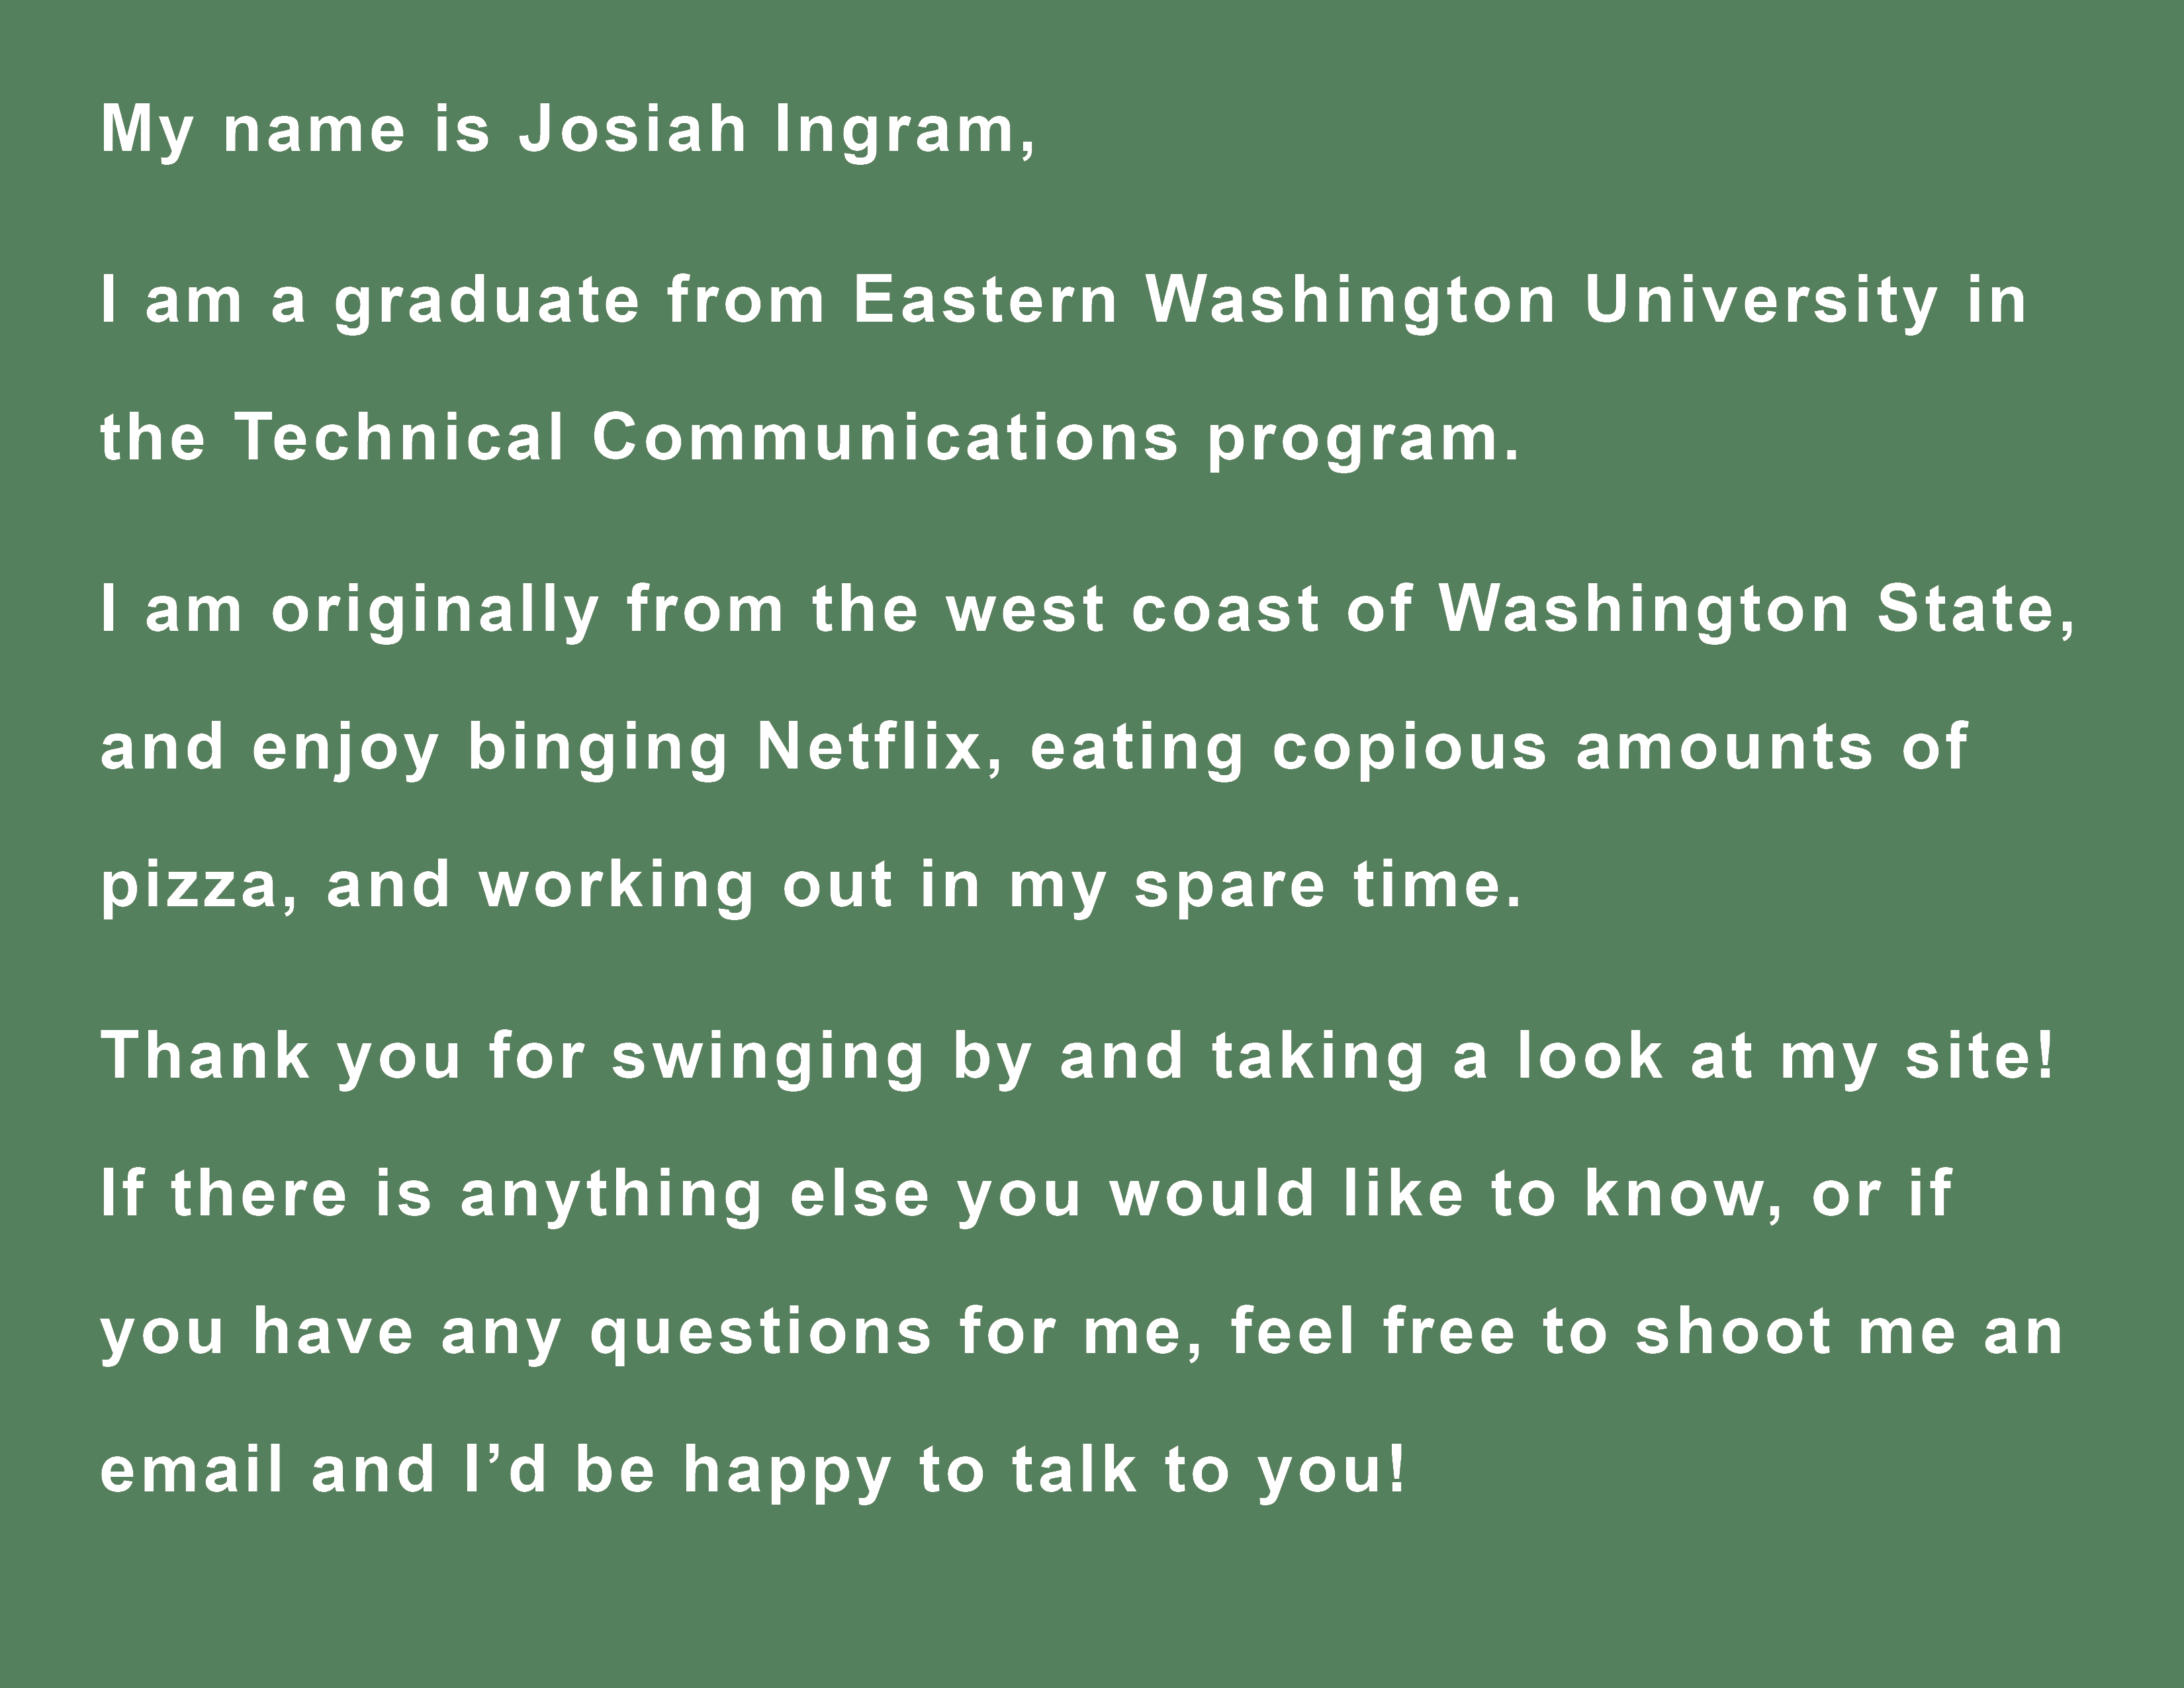 My name is Josiah Ingram,
I am a graduate from Eastern Washington University in
the Technical Communications program.
I am originally from the west coast of Washington State,
and enjoy binging Netflix, eating copious amounts of
pizza, and working out in my spare time.
Thank you for swinging by and taking a look at my site!
If there is anything else you would like to know, or if
you have any questions for me, feel free to shoot me an
email and I’d be happy to talk to you!